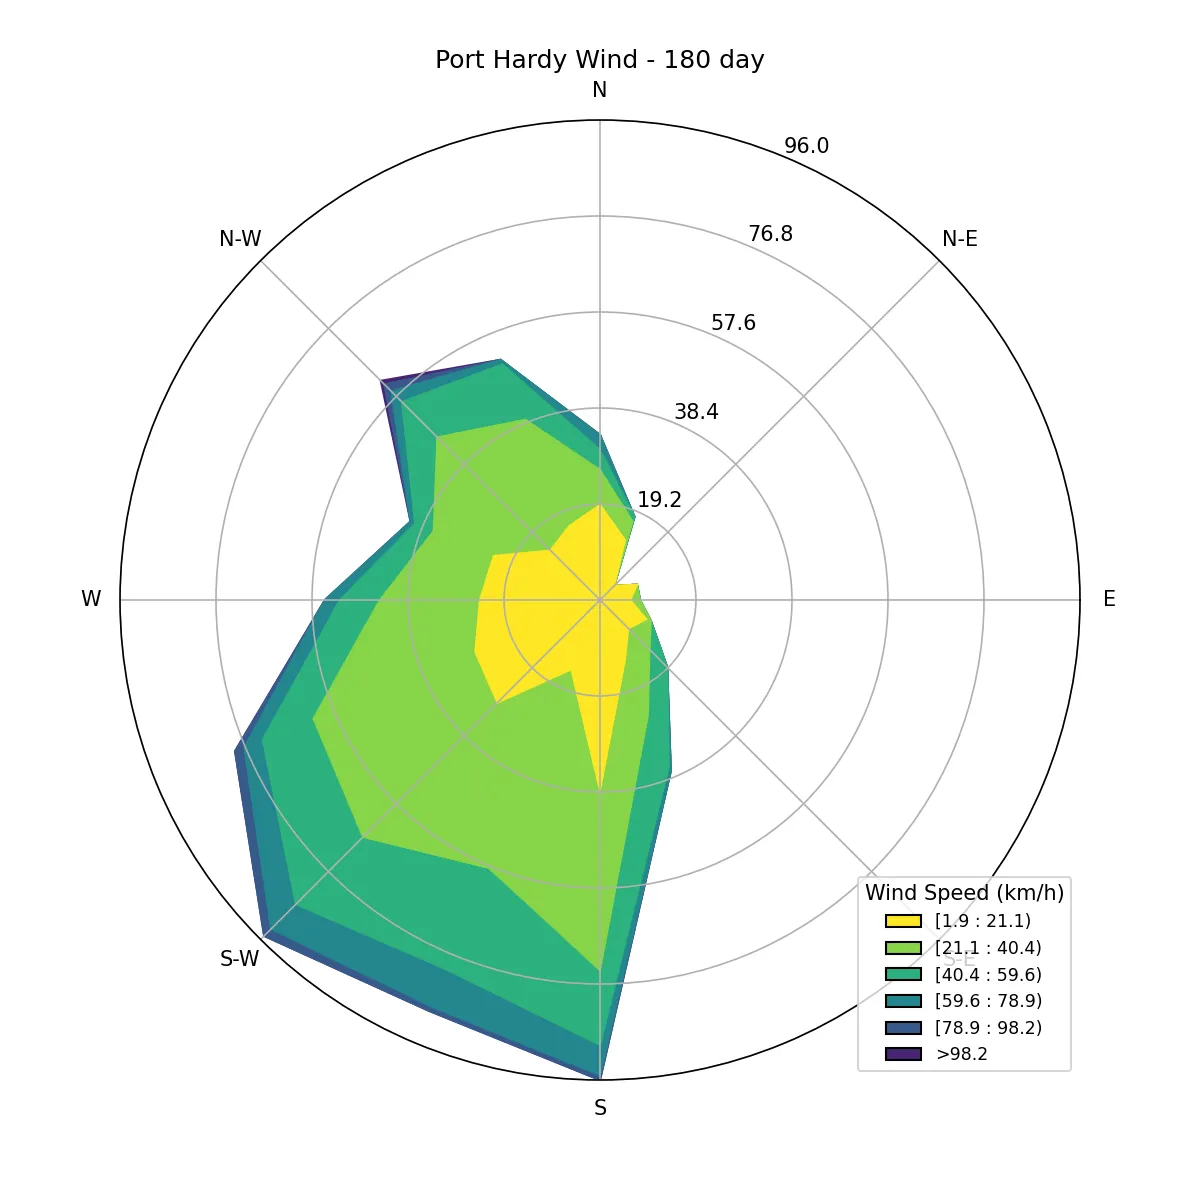 Port Hardy Wind - 180 day
N
96.0
76.8
N-W
N-E
57.6
38.4
19.2
W
E
S-W
S-E
S
Wind Speed (km/h)
[1.9 : 21.1)
[21.1 : 40.4)
[40.4 : 59.6)
[59.6 : 78.9)
[78.9 : 98.2)
>98.2